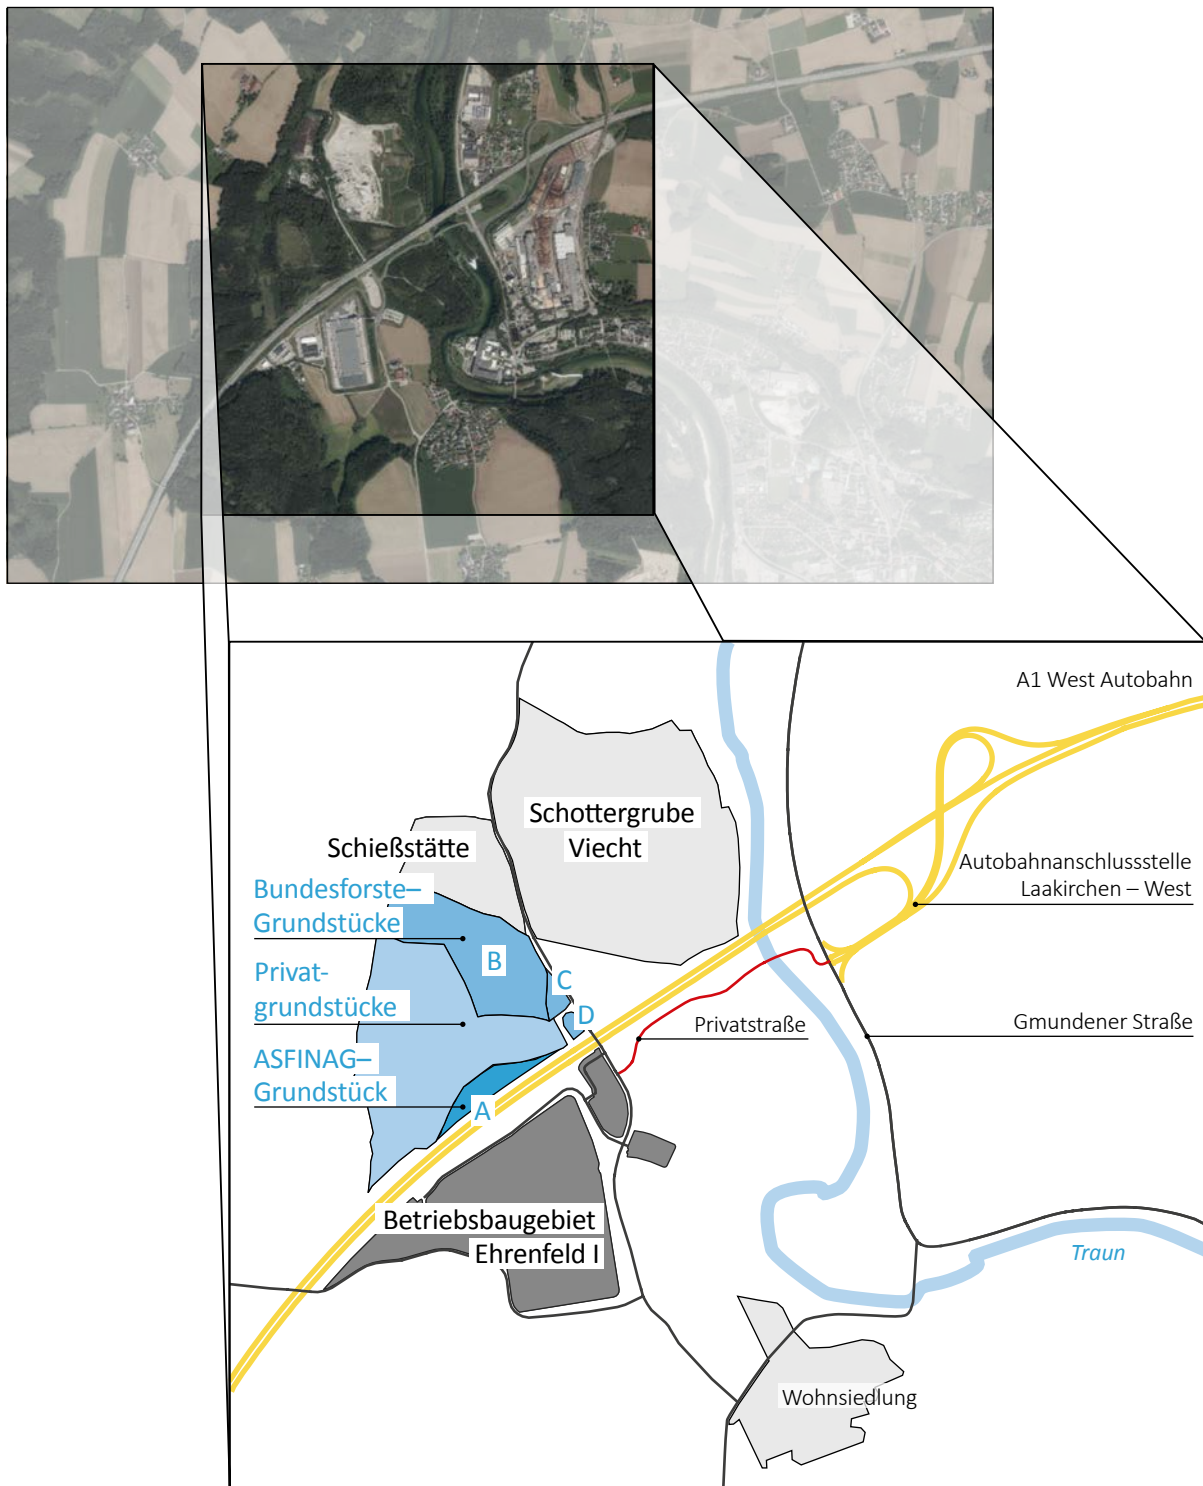 A1 West Autobahn
Schottergrube
Viecht
Schießstätte
Autobahnanschlussstelle
Laakirchen – West
Bundesforste–
Grundstücke
B
C
Privat-
grundstücke
D
Privatstraße
Gmundener Straße
ASFINAG–
Grundstück
A
Betriebsbaugebiet
Ehrenfeld I
Traun
Wohnsiedlung